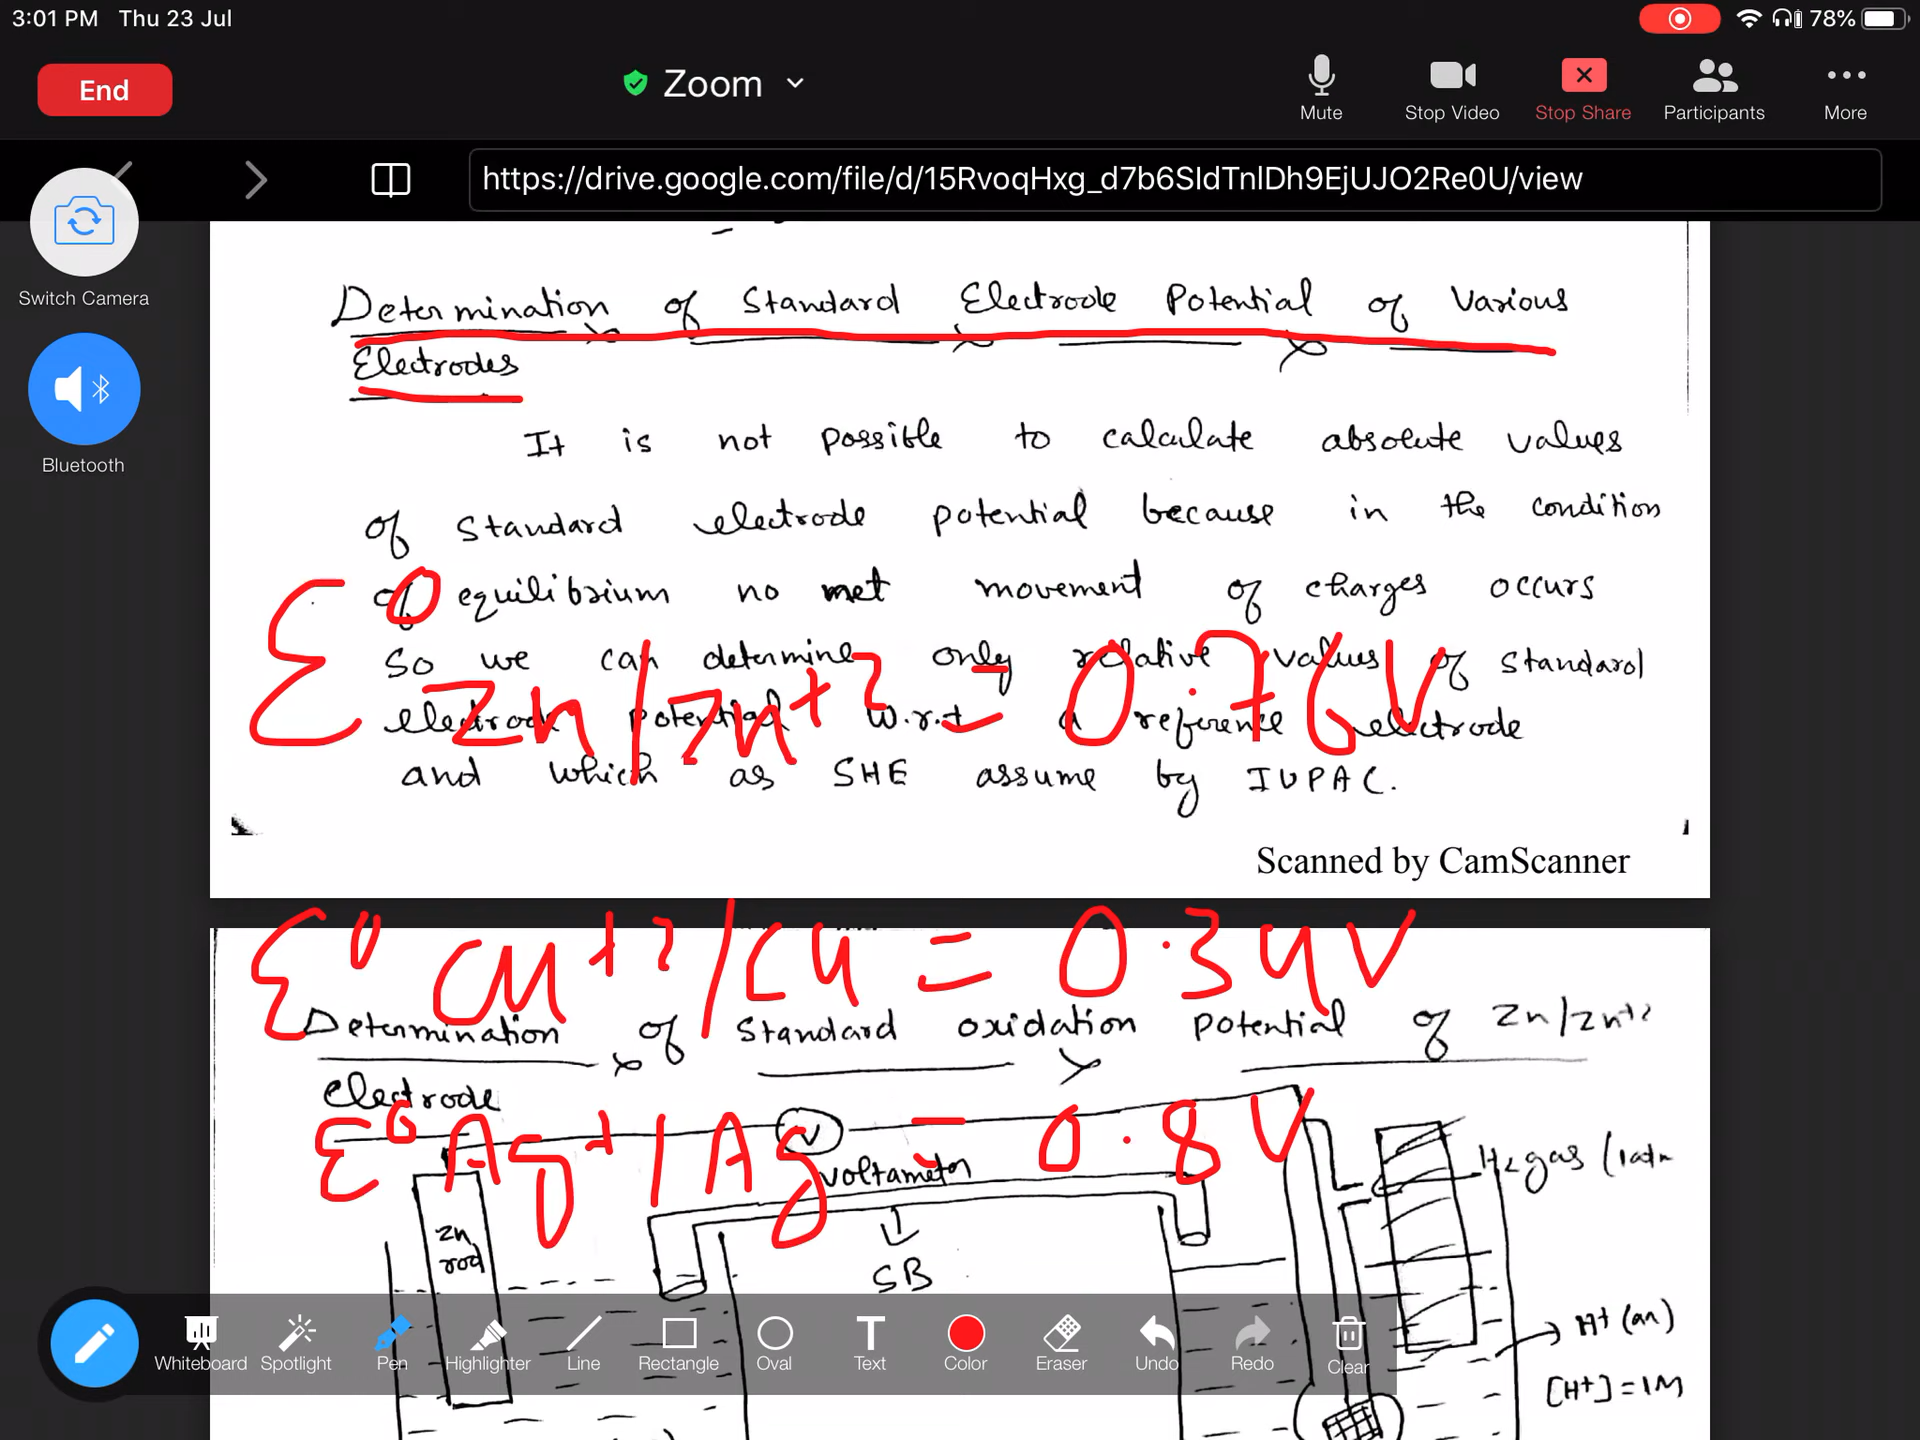 3:01 PM Thu 23 Jul
78%
End
Zoom
Mute
Stop Video
Stop Share
Participants
More
https://drive.google.com/file/d/15RvoqHxg_d7b6SIdTnlDh9EjUJO2Re0U/view
Switch Camera
Bluetooth
Determination of Standard Electrode Potential of Various
Electrodes
It is not possible to calculate absolute values
of standard electrode potential because in the condition
of equilibrium no net movement of charges occurs
So we can determine only relative values of standard
electrode potential w.r.t a reference electrode
and which as SHE assume by IUPAC.
E0 Zn/Zn+2 = 0.76V
Scanned by CamScanner
E0 Cu+2/Cu = 0.34V
Determination of Standard oxidation potential of Zn/Zn+2
electrode
E0 Ag+/Ag = 0.8V
V
voltameter
H2 gas (1atm
Zn
rod
SB
H+ (an)
[H+]=1M
Whiteboard
Spotlight
Pen
Highlighter
Line
Rectangle
Oval
Text
Color
Eraser
Undo
Redo
Clear